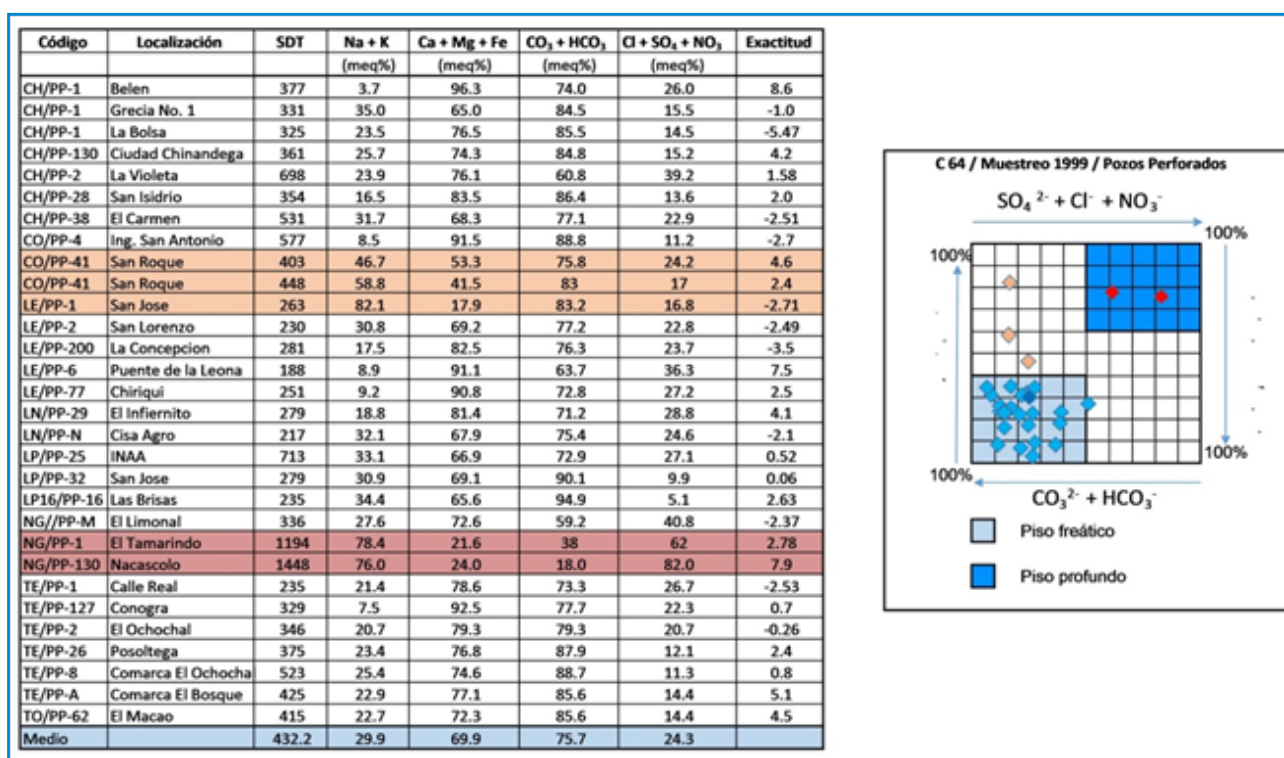 Código Localización SDT Na + K Ca + Mg + Fe CO₃ + HCO₃ Cl + SO₄ + NO₃ Exactitud
(meq%) (meq%) (meq%) (meq%)
CH/PP-1 Belen 377 3.7 96.3 74.0 26.0 8.6
CH/PP-1 Grecia No. 1 331 35.0 65.0 84.5 15.5 -1.0
CH/PP-1 La Bolsa 325 23.5 76.5 85.5 14.5 -5.47
CH/PP-130 Ciudad Chinandega 361 25.7 74.3 84.8 15.2 4.2
CH/PP-2 La Violeta 698 23.9 76.1 60.8 39.2 1.58
CH/PP-28 San Isidrio 354 16.5 83.5 86.4 13.6 2.0
CH/PP-38 El Carmen 531 31.7 68.3 77.1 22.9 -2.51
CO/PP-4 Ing. San Antonio 577 8.5 91.5 88.8 11.2 -2.7
CO/PP-41 San Roque 403 46.7 53.3 75.8 24.2 4.6
CO/PP-41 San Roque 448 58.8 41.5 83 17 2.4
LE/PP-1 San Jose 263 82.1 17.9 83.2 16.8 -2.71
LE/PP-2 San Lorenzo 230 30.8 69.2 77.2 22.8 -2.49
LE/PP-200 La Concepcion 281 17.5 82.5 76.3 23.7 -3.5
LE/PP-6 Puente de la Leona 188 8.9 91.1 63.7 36.3 7.5
LE/PP-77 Chiriqui 251 9.2 90.8 72.8 27.2 2.5
LN/PP-29 El Infiernito 279 18.8 81.4 71.2 28.8 4.1
LN/PP-N Cisa Agro 217 32.1 67.9 75.4 24.6 -2.1
LP/PP-25 INAA 713 33.1 66.9 72.9 27.1 0.52
LP/PP-32 San Jose 279 30.9 69.1 90.1 9.9 0.06
LP16/PP-16 Las Brisas 235 34.4 65.6 94.9 5.1 2.63
NG//PP-M El Limonal 336 27.6 72.6 59.2 40.8 -2.37
NG/PP-1 El Tamarindo 1194 78.4 21.6 38 62 2.78
NG/PP-130 Nacascolo 1448 76.0 24.0 18.0 82.0 7.9
TE/PP-1 Calle Real 235 21.4 78.6 73.3 26.7 -2.53
TE/PP-127 Conogra 329 7.5 92.5 77.7 22.3 0.7
TE/PP-2 El Ochochal 346 20.7 79.3 79.3 20.7 -0.26
TE/PP-26 Posoltega 375 23.4 76.8 87.9 12.1 2.4
TE/PP-8 Comarca El Ochocha 523 25.4 74.6 88.7 11.3 0.8
TE/PP-A Comarca El Bosque 425 22.9 77.1 85.6 14.4 5.1
TO/PP-62 El Macao 415 22.7 72.3 85.6 14.4 4.5
Medio 432.2 29.9 69.9 75.7 24.3
C 64 / Muestreo 1999 / Pozos Perforados
SO₄ ²⁻ + Cl⁻ + NO₃⁻
100%
100%
100%
100%
CO₃²⁻ + HCO₃⁻
Piso freático
Piso profundo